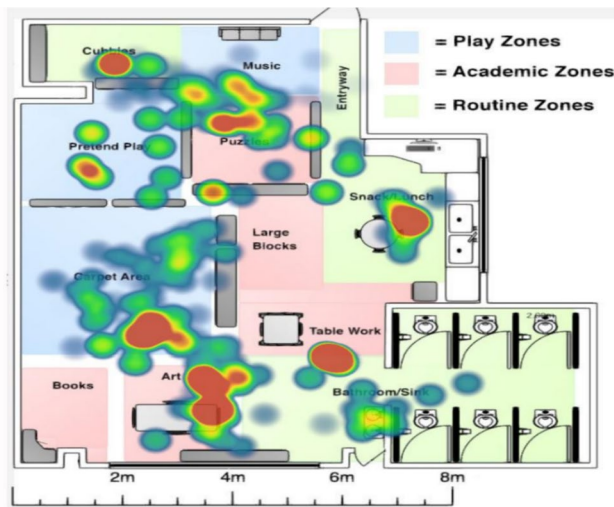 = Play Zones
= Academic Zones
= Routine Zones
Cubbies
Music
Entryway
Puzzles
Pretend Play
Snack/Lunch
Large
Blocks
Carpet Area
Table Work
Art
Books
Bathroom/Sink
2m
4m
6m
8m